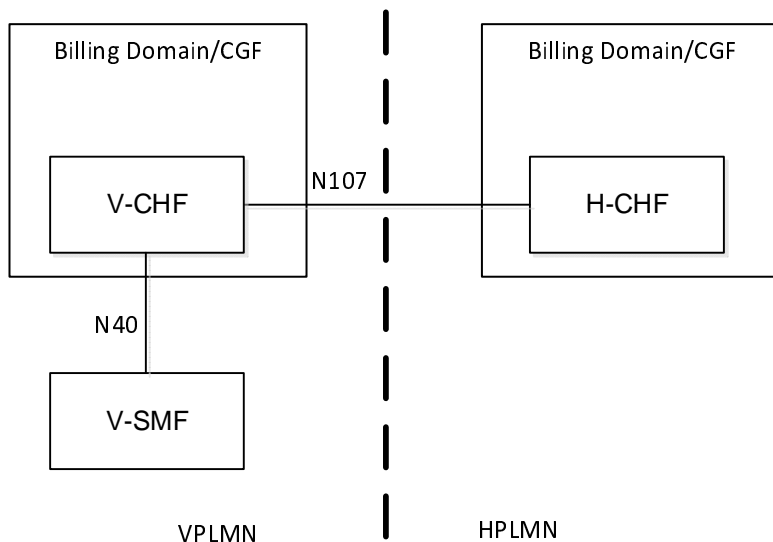 Billing Domain/CGF
Billing Domain/CGF
V-CHF
N107
H-CHF
N40
V-SMF
VPLMN
HPLMN